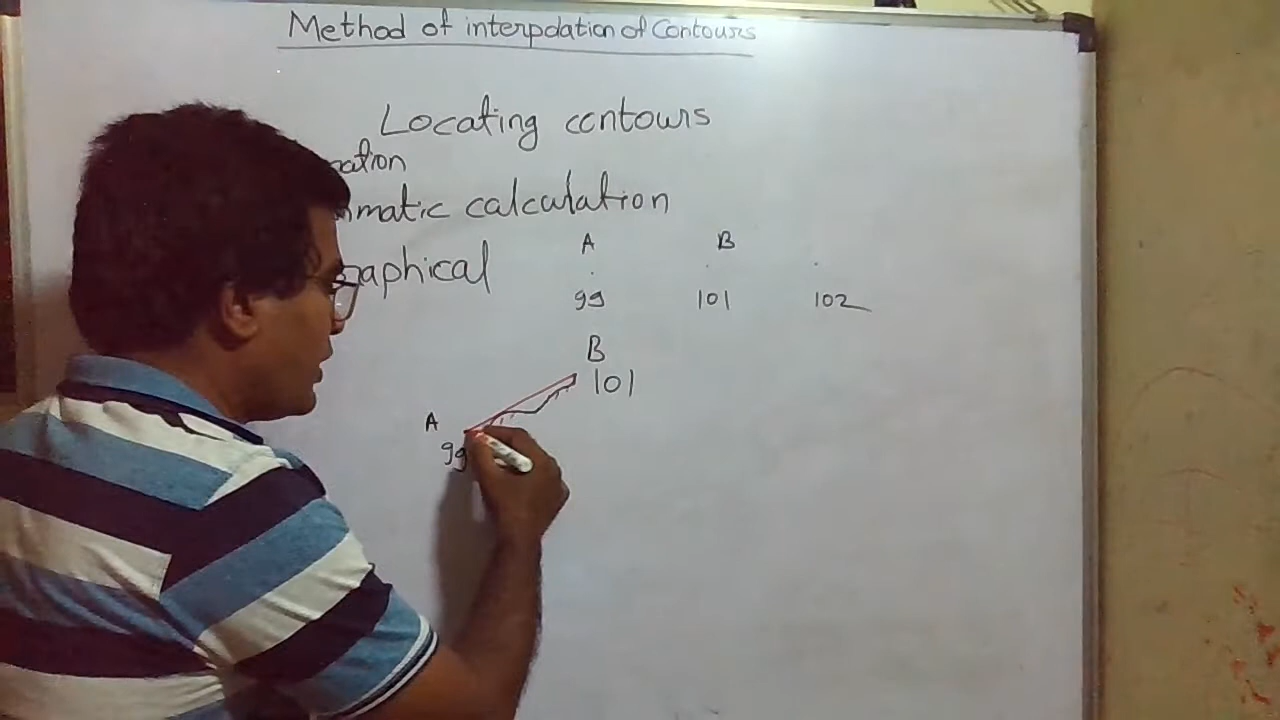 Method of interpolation of Contours
Locating contours
ation
matic calculation
aphical
A B
99 101 102
B
101
A
99